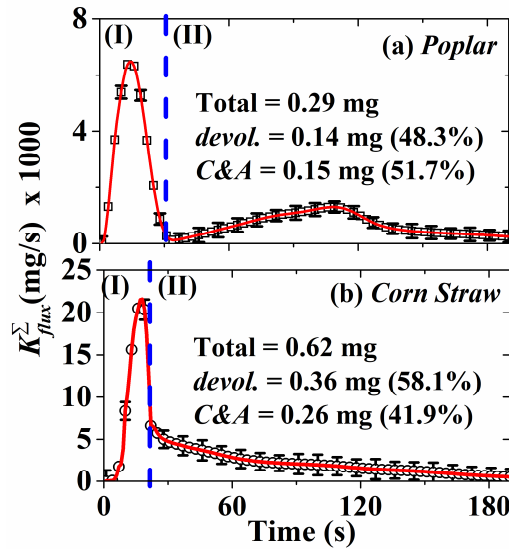 (I) (II) (a) Poplar
8
Total = 0.29 mg
devol. = 0.14 mg (48.3%)
4
C&A = 0.15 mg (51.7%)
0
K^Σ_flux (mg/s) x 1000
25
(I) (II) (b) Corn Straw
20
Total = 0.62 mg
15
devol. = 0.36 mg (58.1%)
10
C&A = 0.26 mg (41.9%)
5
0
0 60 120 180
Time (s)